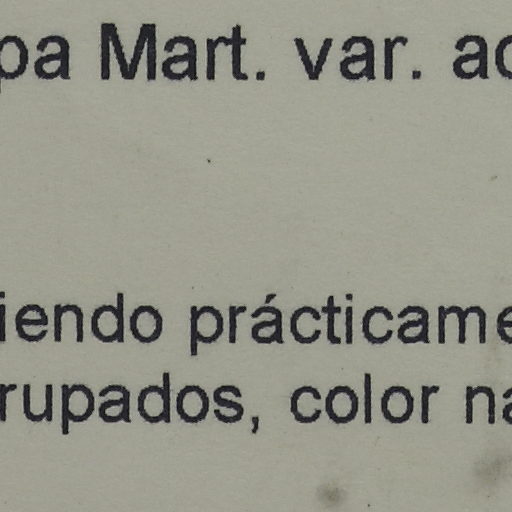 pa Mart. var. ac
iendo prácticame
rupados, color na